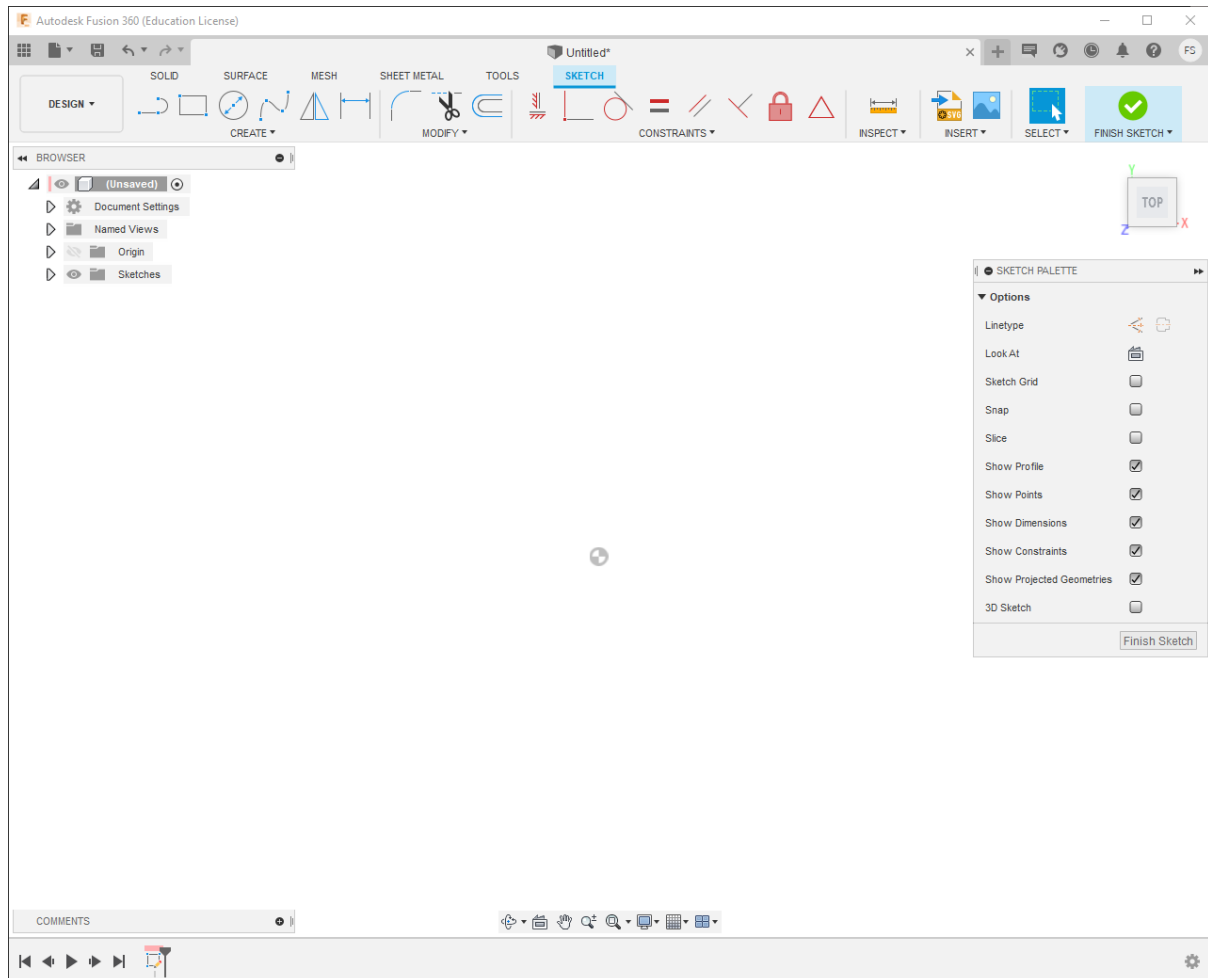 Autodesk Fusion 360 (Education License)
Untitled*
FS
SOLID SURFACE MESH SHEET METAL TOOLS SKETCH
DESIGN
SVG
CREATE MODIFY CONSTRAINTS INSPECT INSERT SELECT FINISH SKETCH
BROWSER
(Unsaved)
Document Settings
Named Views
Origin
Sketches
Y
TOP
Z X
SKETCH PALETTE
Options
Linetype
Look At
Sketch Grid
Snap
Slice
Show Profile
Show Points
Show Dimensions
Show Constraints
Show Projected Geometries
3D Sketch
Finish Sketch
COMMENTS